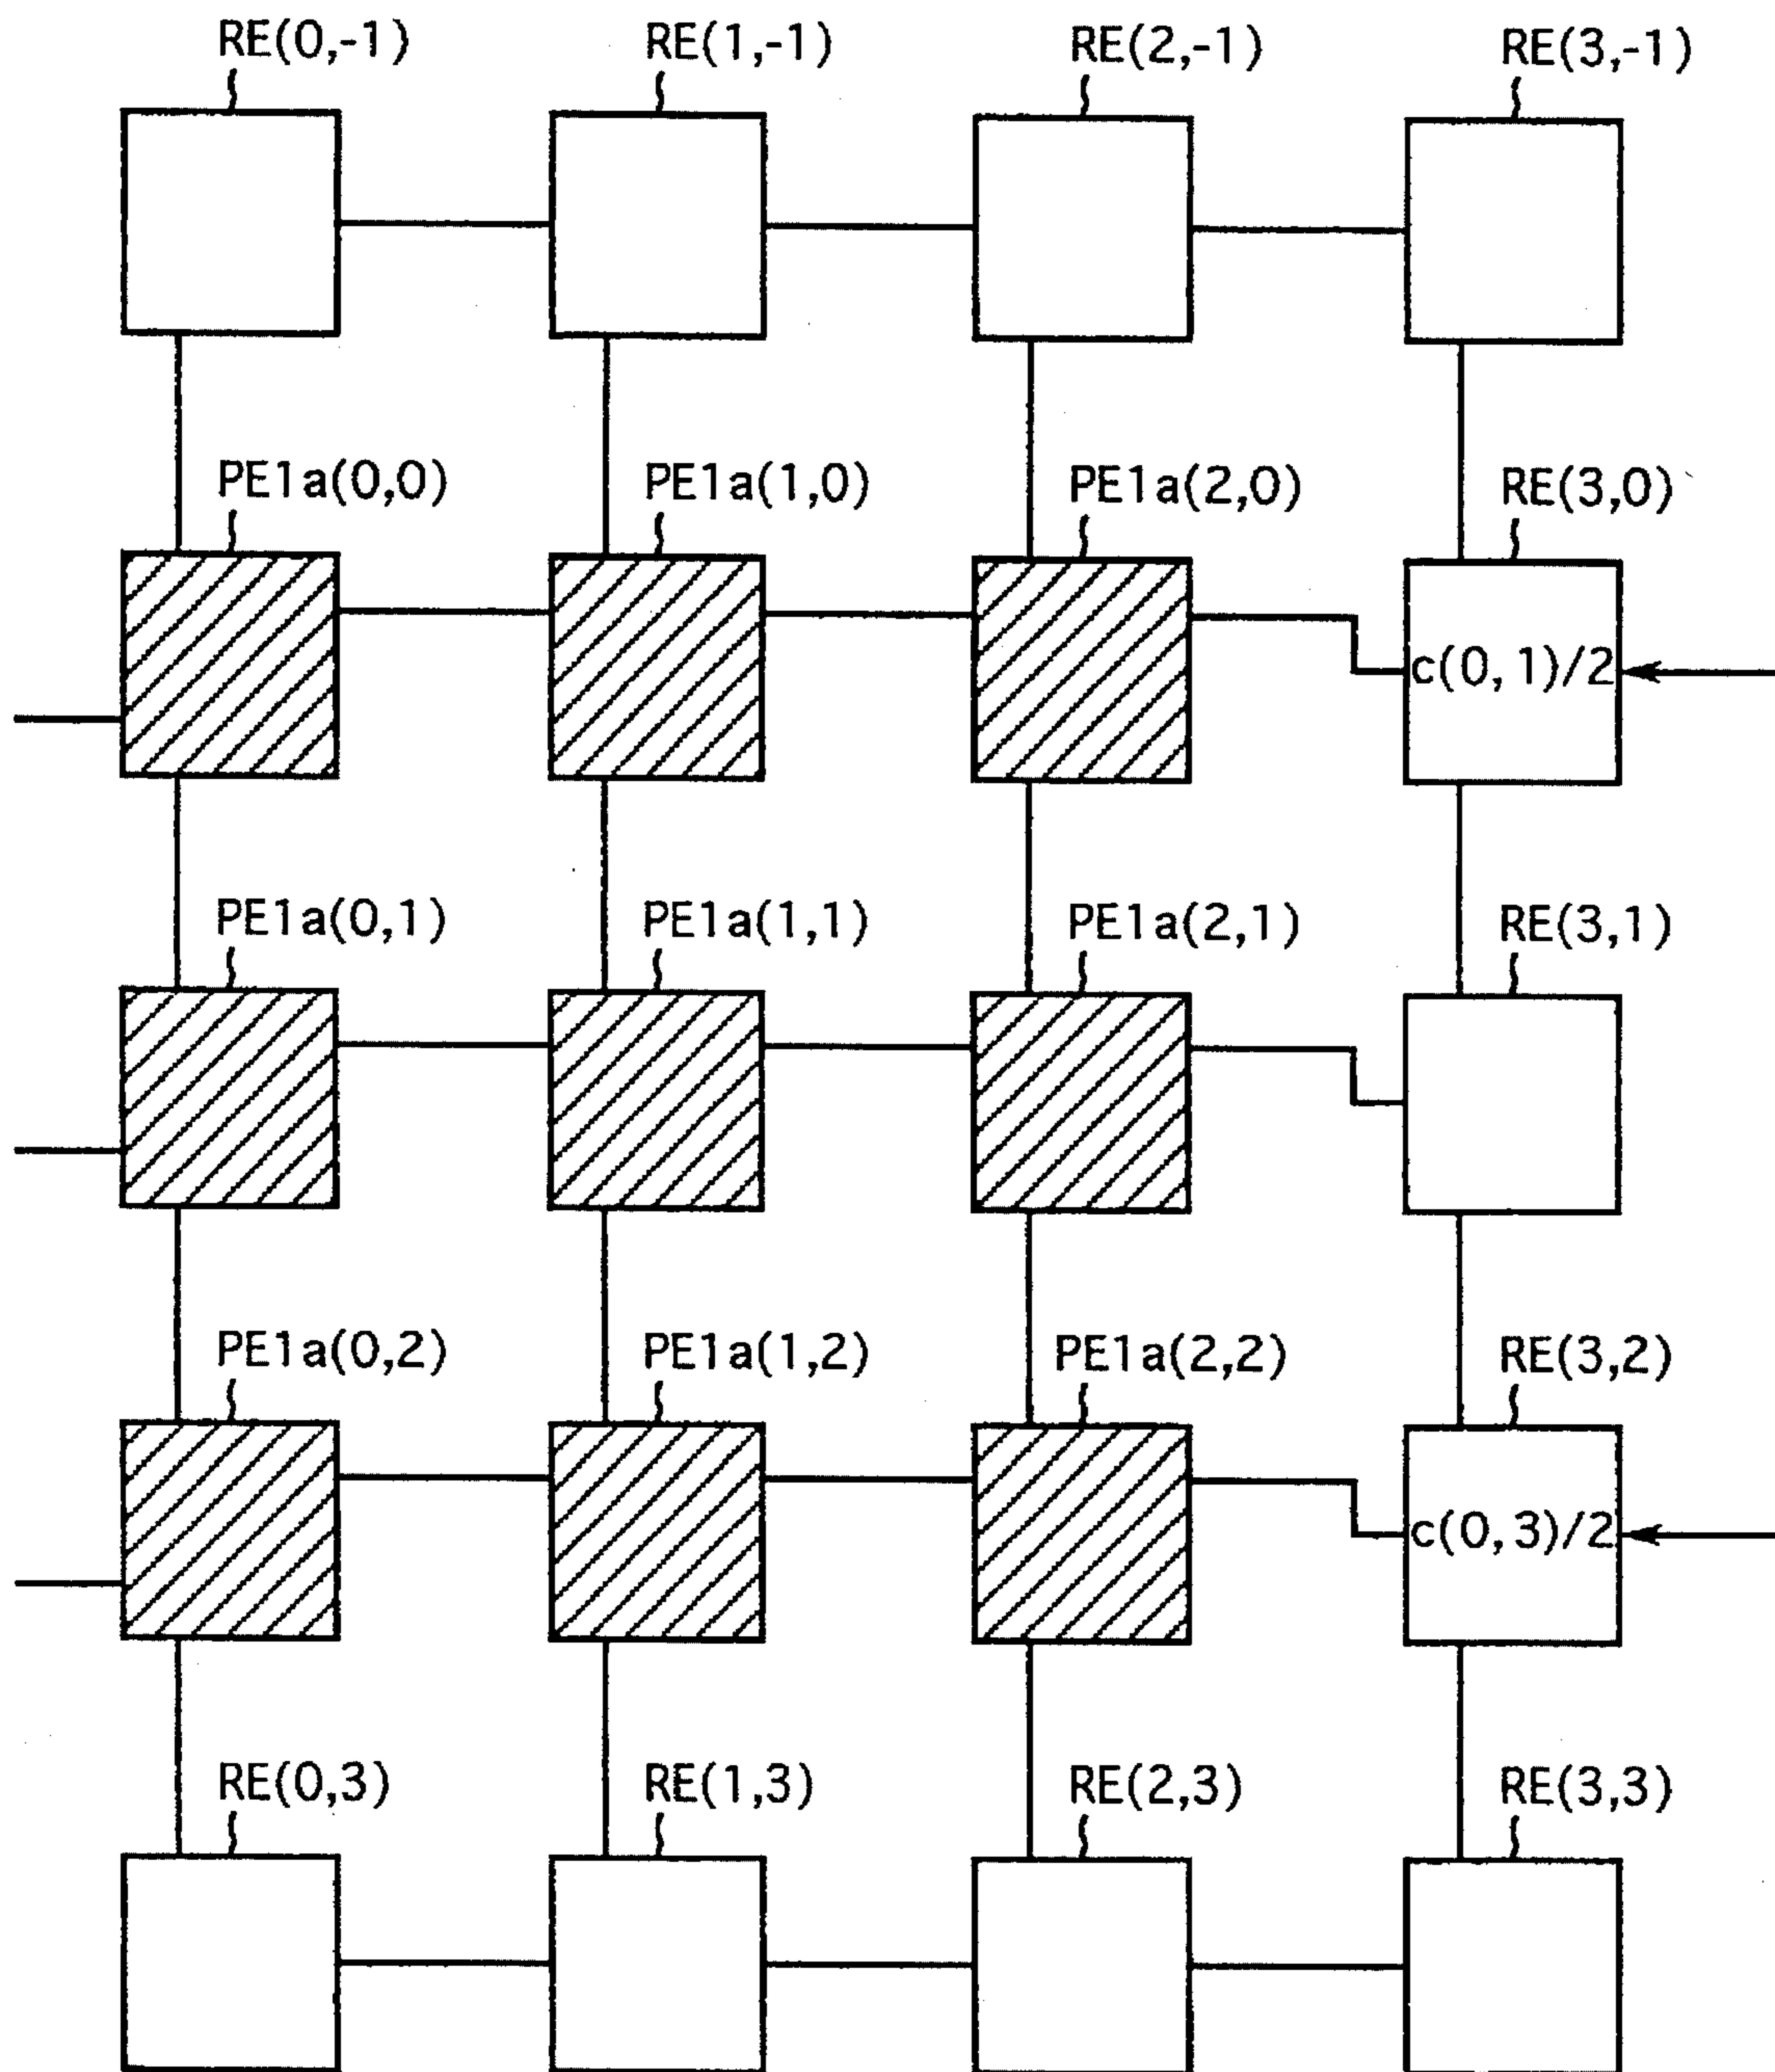 RE(0,-1) RE(1,-1) RE(2,-1) RE(3,-1)
PE1a(0,0) PE1a(1,0) PE1a(2,0) RE(3,0)
c(0,1)/2
PE1a(0,1) PE1a(1,1) PE1a(2,1) RE(3,1)
PE1a(0,2) PE1a(1,2) PE1a(2,2) RE(3,2)
c(0,3)/2
RE(0,3) RE(1,3) RE(2,3) RE(3,3)